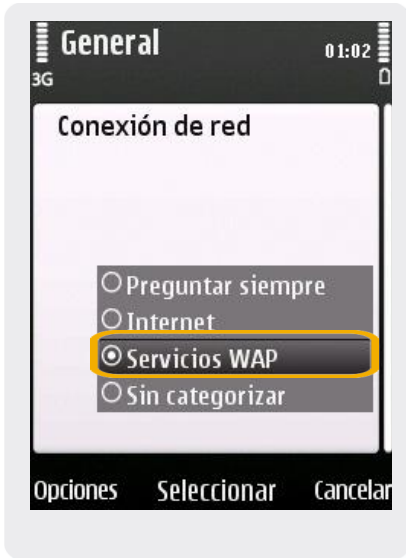 General 01:02
3G
Conexión de red
Preguntar siempre
Internet
Servicios WAP
Sin categorizar
Opciones Seleccionar Cancelar